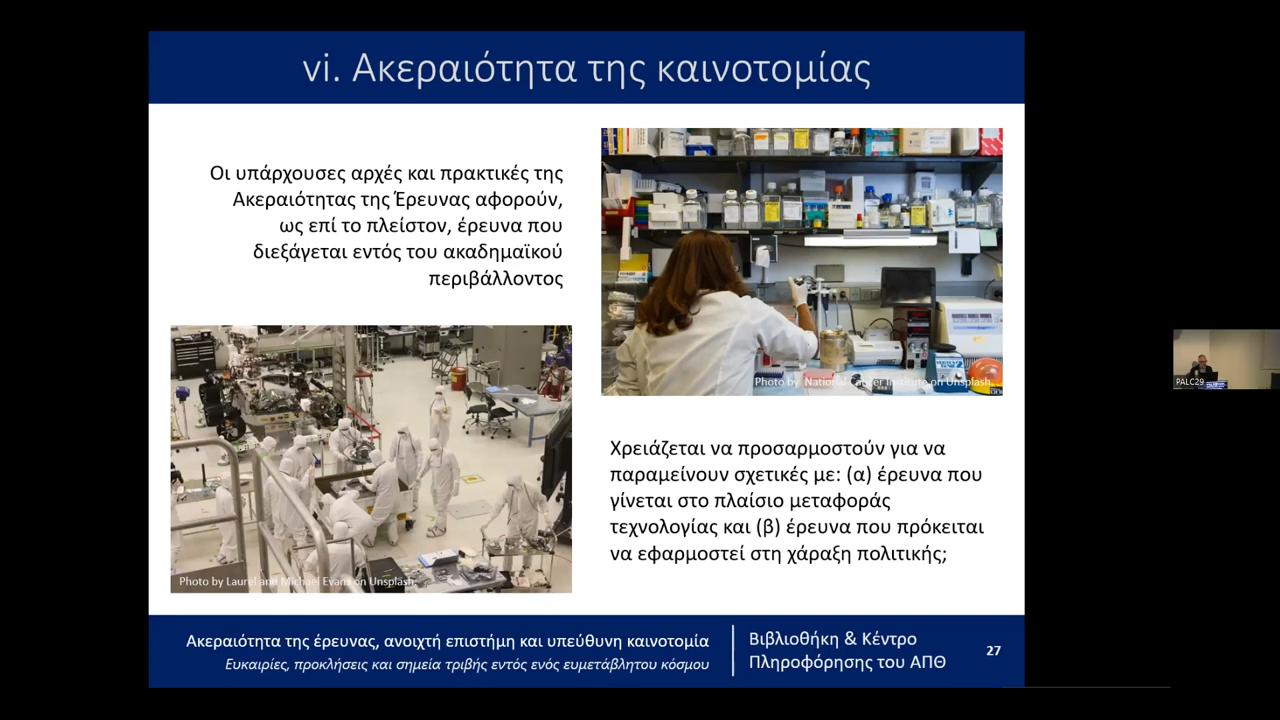 vi. Ακεραιότητα της καινοτομίας
Οι υπάρχουσες αρχές και πρακτικές της
Ακεραιότητας της Έρευνας αφορούν,
ως επί το πλείστον, έρευνα που
διεξάγεται εντός του ακαδημαϊκού
περιβάλλοντος
Photo by National Cancer Institute on Unsplash.
Photo by Laurel and Michael Evans on Unsplash.
Χρειάζεται να προσαρμοστούν για να
παραμείνουν σχετικές με: (α) έρευνα που
γίνεται στο πλαίσιο μεταφοράς
τεχνολογίας και (β) έρευνα που πρόκειται
να εφαρμοστεί στη χάραξη πολιτικής;
Ακεραιότητα της έρευνας, ανοιχτή επιστήμη και υπεύθυνη καινοτομία
Ευκαιρίες, προκλήσεις και σημεία τριβής εντός ενός ευμετάβλητου κόσμου
Βιβλιοθήκη & Κέντρο
Πληροφόρησης του ΑΠΘ
27
PALC29